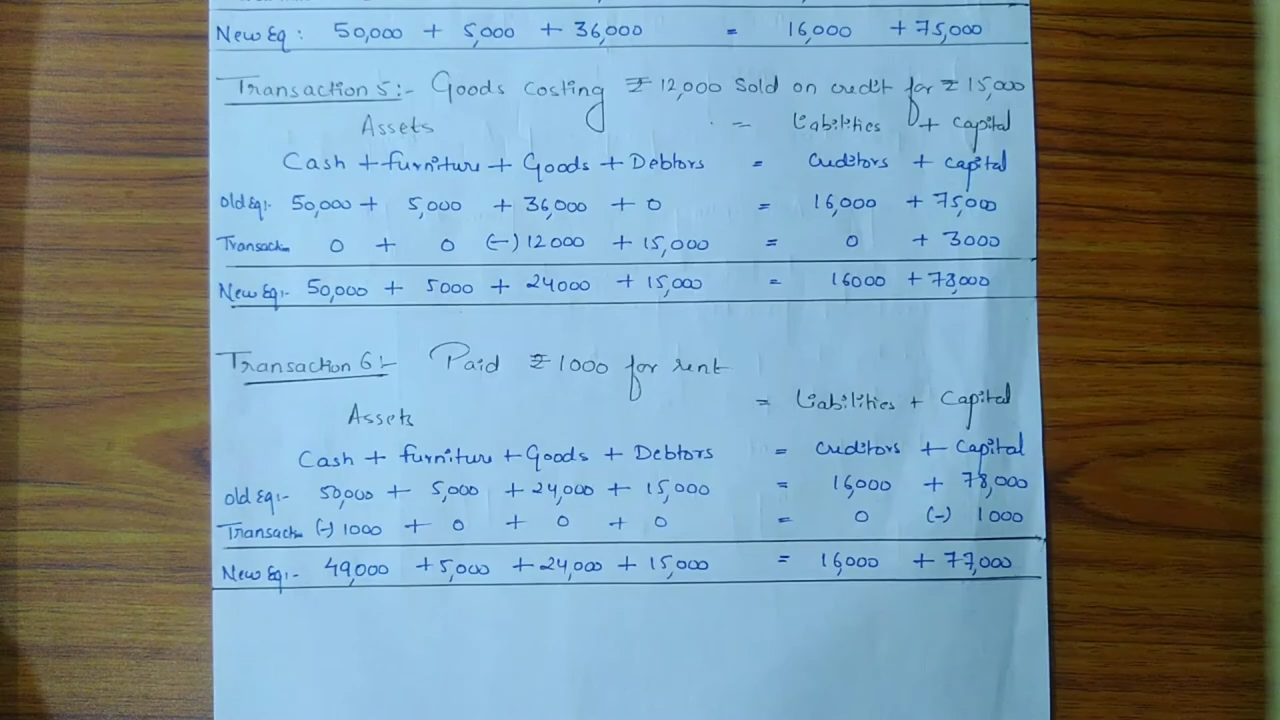 New Eq: 50,000 + 5,000 + 36,000 = 16,000 + 75,000
Transaction 5:- Goods costing ₹ 12,000 Sold on credit for ₹ 15,000
Assets = Liabilities + Capital
Cash + furniture + Goods + Debtors = Creditors + Capital
Old Eq:- 50,000 + 5,000 + 36,000 + 0 = 16,000 + 75,000
Transactn 0 + 0 (-) 12000 + 15,000 = 0 + 3000
New Eq:- 50,000 + 5000 + 24000 + 15,000 = 16000 + 78,000
Transaction 6:- Paid ₹ 1000 for rent
Assets = Liabilities + Capital
Cash + furniture + Goods + Debtors = Creditors + Capital
Old Eq:- 50,000 + 5,000 + 24,000 + 15,000 = 16,000 + 78,000
Transactn (-) 1000 + 0 + 0 + 0 = 0 (-) 1000
New Eq:- 49,000 + 5,000 + 24,000 + 15,000 = 16,000 + 77,000